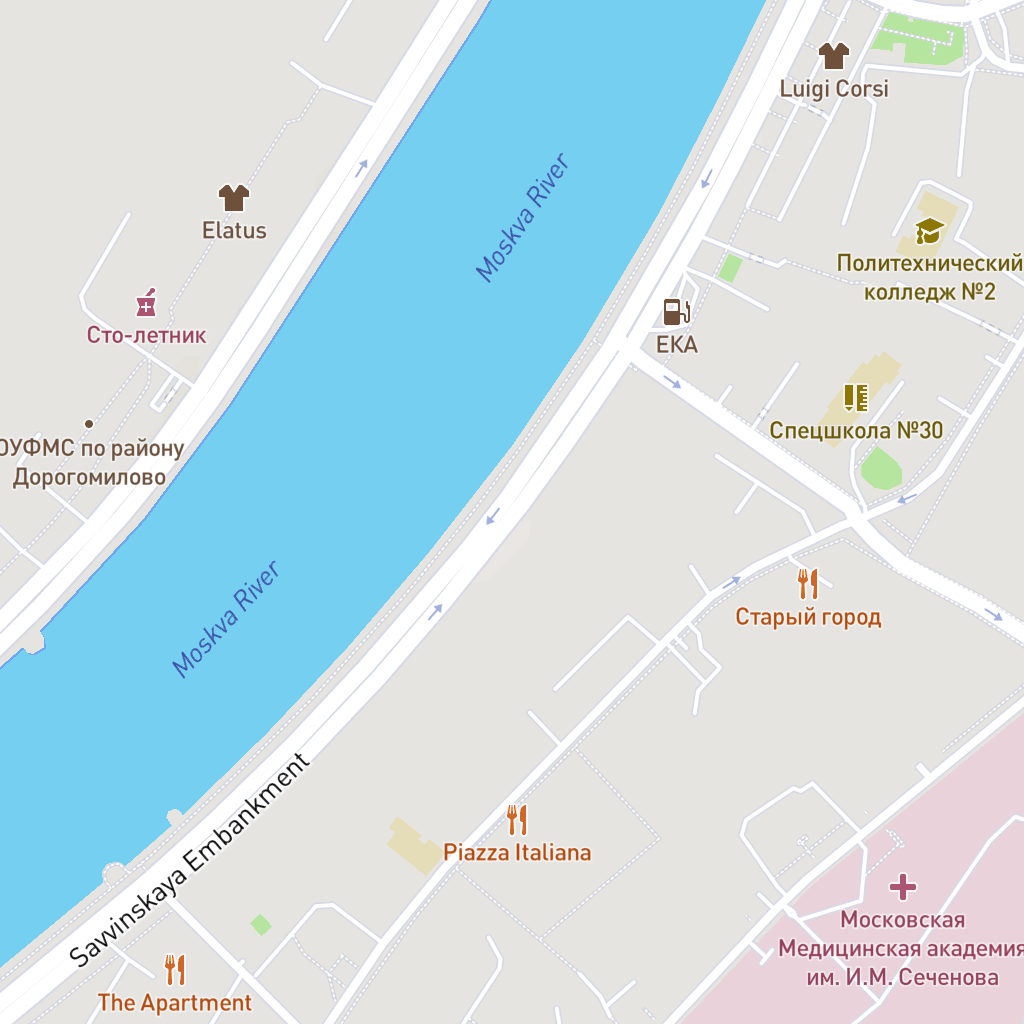 Luigi Corsi
Moskva River
Elatus
Политехнический
колледж №2
Сто-летник
ЕКА
Спецшкола №30
ОУФМС по району
Дорогомилово
Moskva River
Старый город
Savvinskaya Embankment
Piazza Italiana
Московская
Медицинская академия
им. И.М. Сеченова
The Apartment